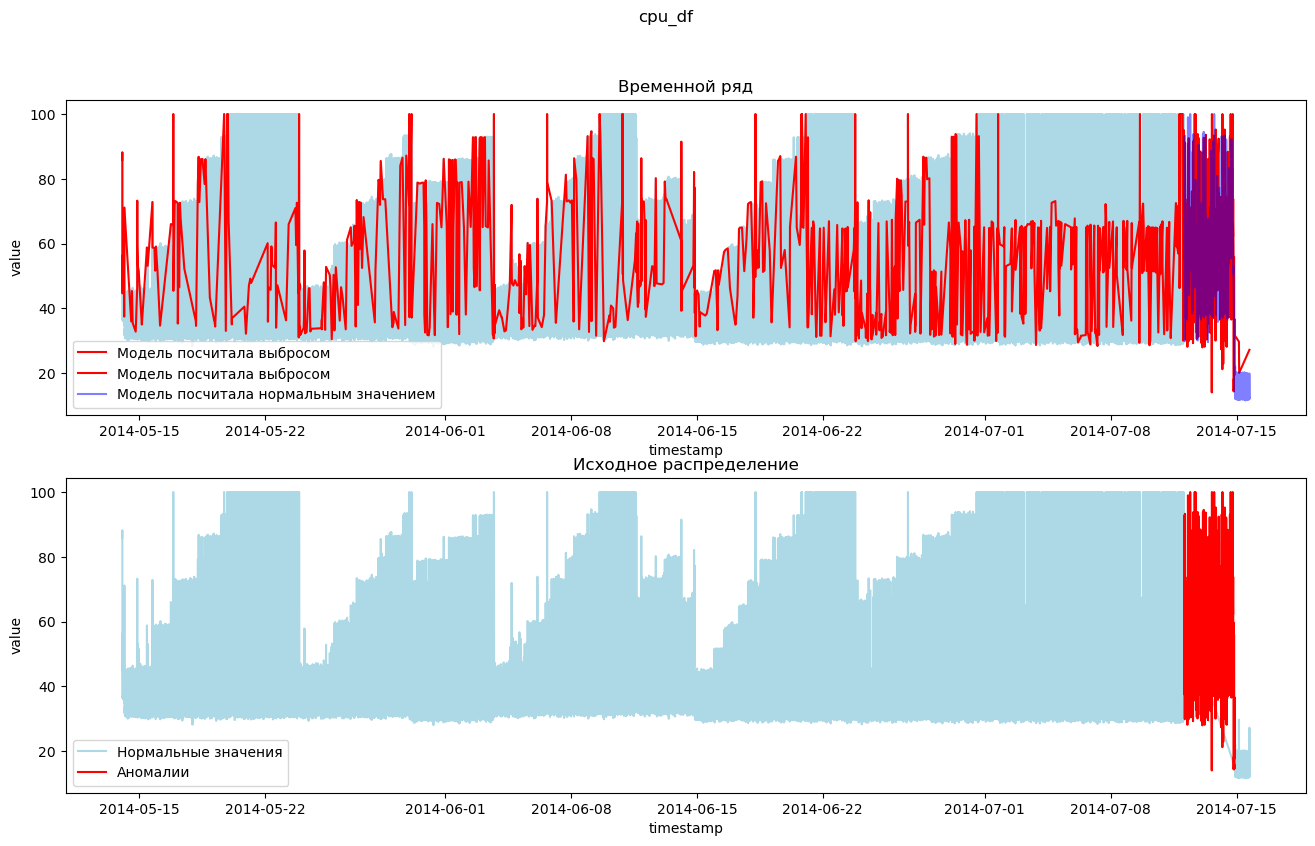 cpu_df
Временной ряд
value
100
80
60
40
20
Модель посчитала выбросом
Модель посчитала выбросом
Модель посчитала нормальным значением
2014-05-15 2014-05-22 2014-06-01 2014-06-08 2014-06-15 2014-06-22 2014-07-01 2014-07-08 2014-07-15
timestamp
Исходное распределение
value
100
80
60
40
20
Нормальные значения
Аномалии
2014-05-15 2014-05-22 2014-06-01 2014-06-08 2014-06-15 2014-06-22 2014-07-01 2014-07-08 2014-07-15
timestamp